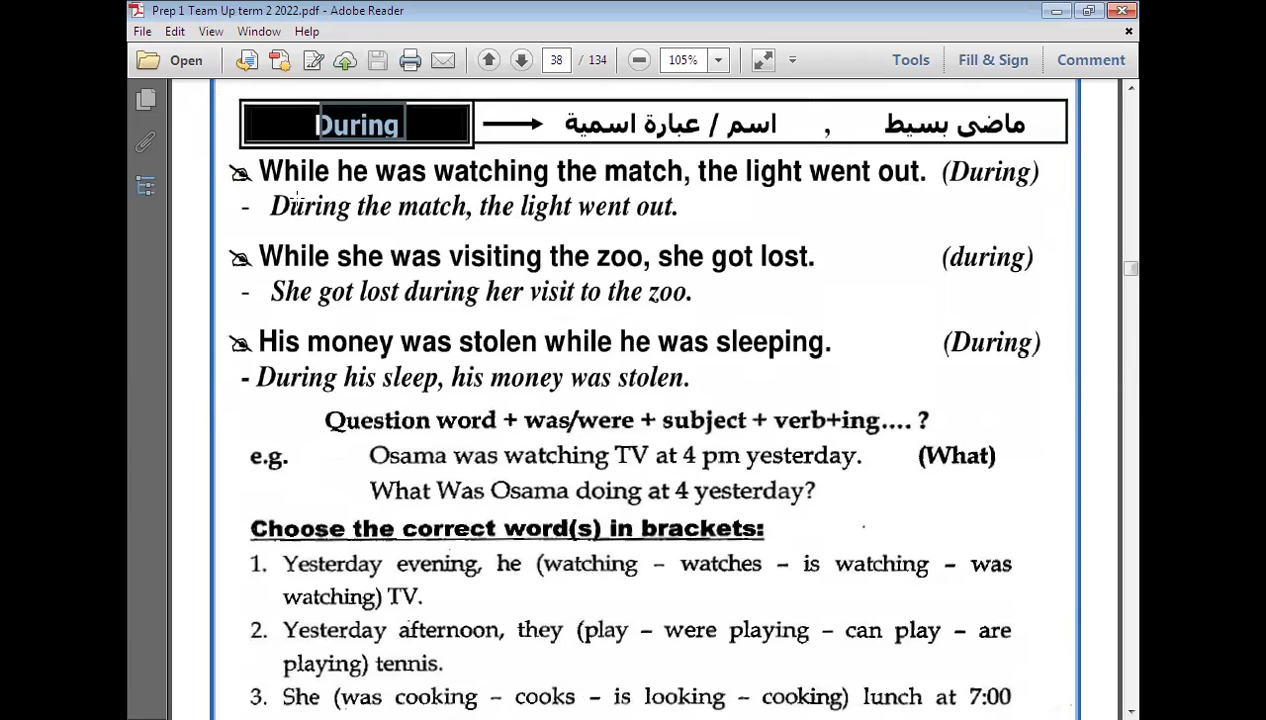 Prep 1 Team Up term 2 2022.pdf - Adobe Reader
File Edit View Window Help
Open 38 / 134 105% Tools Fill & Sign Comment
During اسم / عبارة اسمية , ماضى بسيط
While he was watching the match, the light went out. (During)
- During the match, the light went out.
While she was visiting the zoo, she got lost. (during)
- She got lost during her visit to the zoo.
His money was stolen while he was sleeping. (During)
- During his sleep, his money was stolen.
Question word + was/were + subject + verb+ing.... ?
e.g. Osama was watching TV at 4 pm yesterday. (What)
What Was Osama doing at 4 yesterday?
Choose the correct word(s) in brackets:
1. Yesterday evening, he (watching – watches – is watching – was
watching) TV.
2. Yesterday afternoon, they (play – were playing – can play – are
playing) tennis.
3. She (was cooking – cooks – is looking – cooking) lunch at 7:00